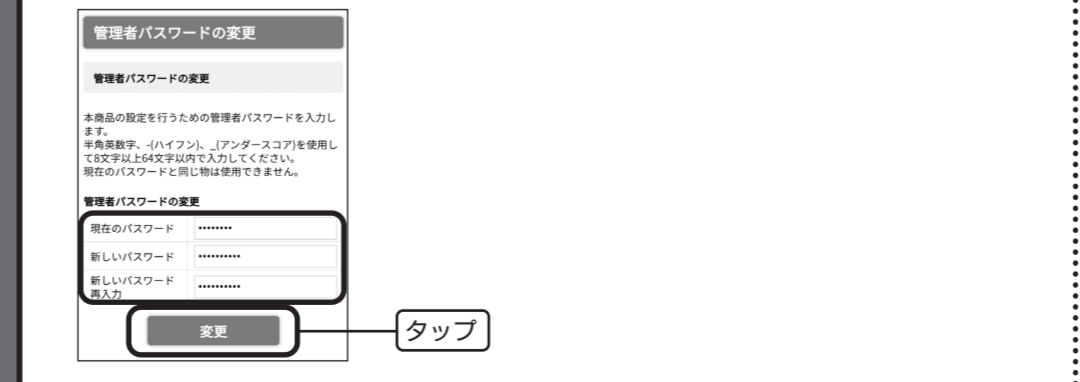 管理者パスワードの変更
管理者パスワードの変更
本商品の設定を行うための管理者パスワードを入力し
ます。
半角英数字、-(ハイフン)、_(アンダースコア)を使用し
て8文字以上64文字以内で入力してください。
現在のパスワードと同じ物は使用できません。
管理者パスワードの変更
現在のパスワード ••••••••
新しいパスワード ••••••••••
新しいパスワード
再入力 ••••••••••
変更
タップ